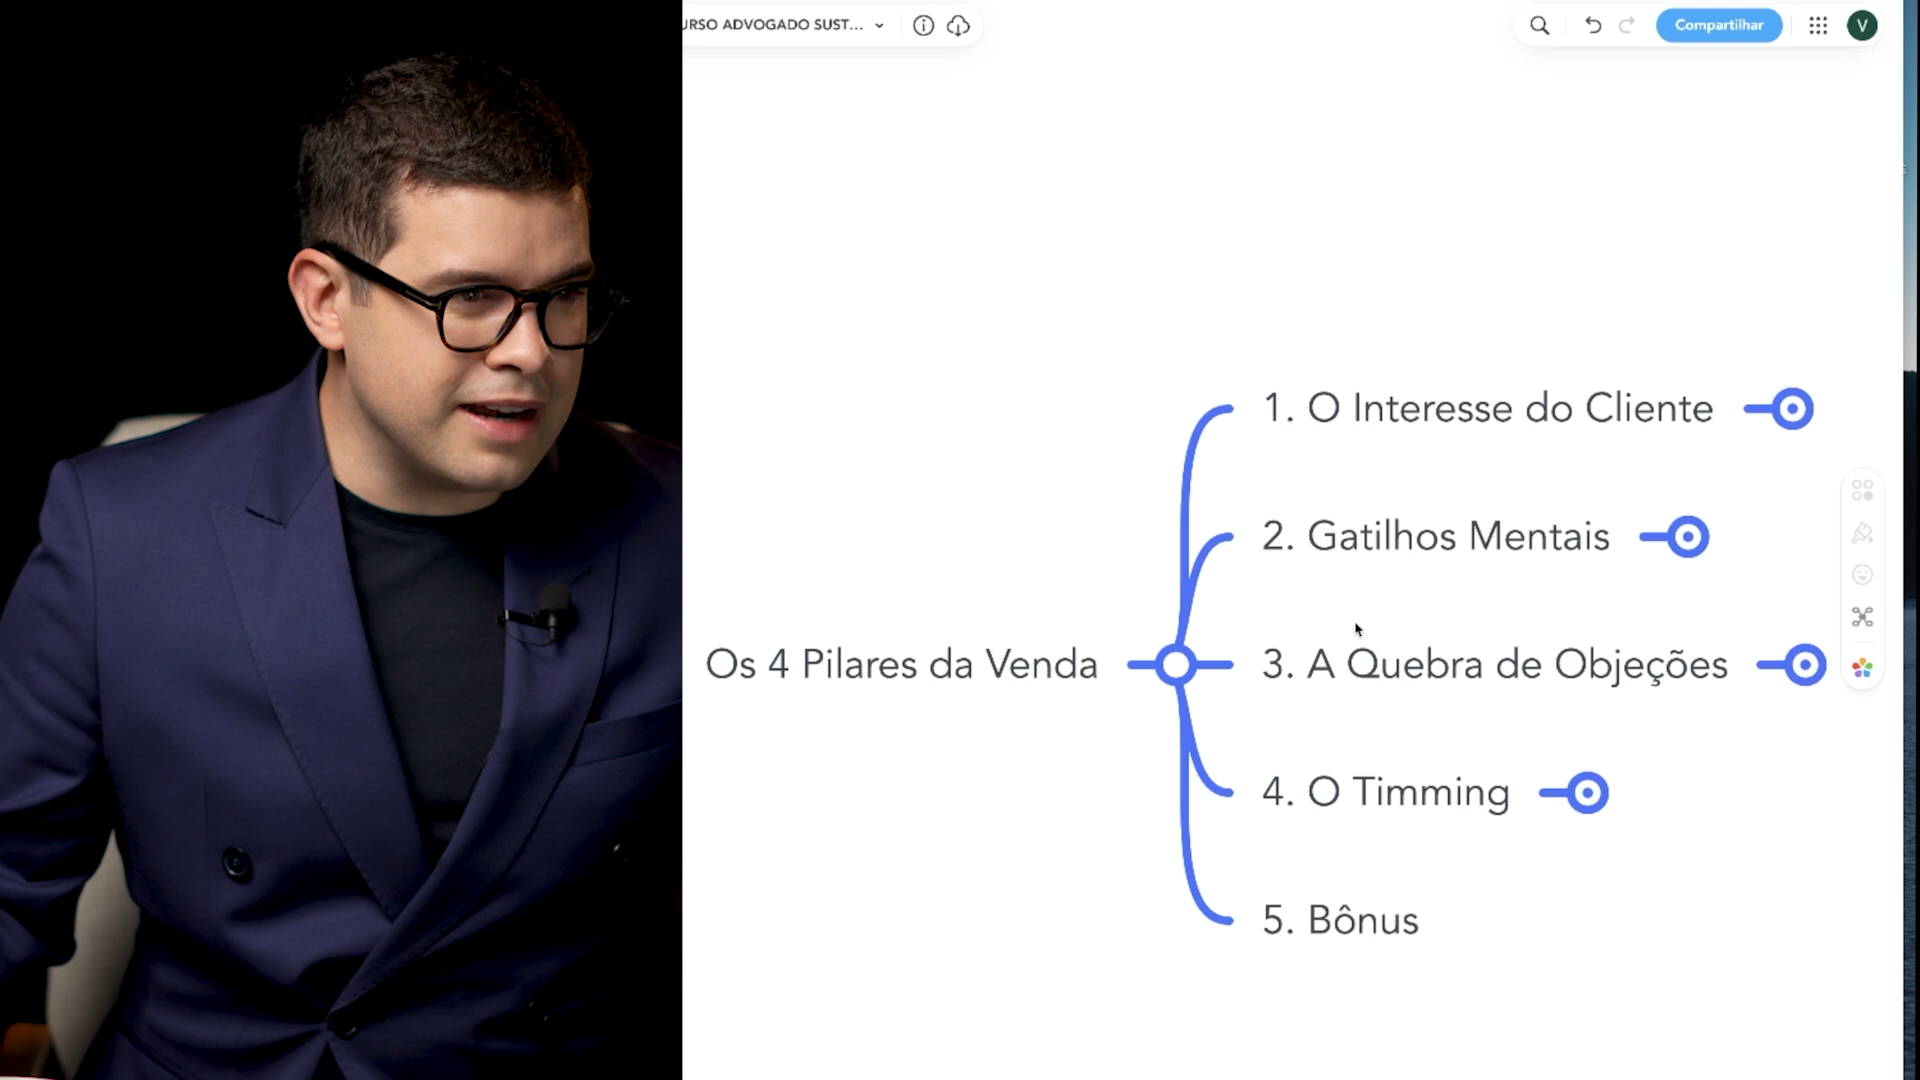 URSO ADVOGADO SUST...
Compartilhar
V
1. O Interesse do Cliente
2. Gatilhos Mentais
Os 4 Pilares da Venda
3. A Quebra de Objeções
4. O Timming
5. Bônus